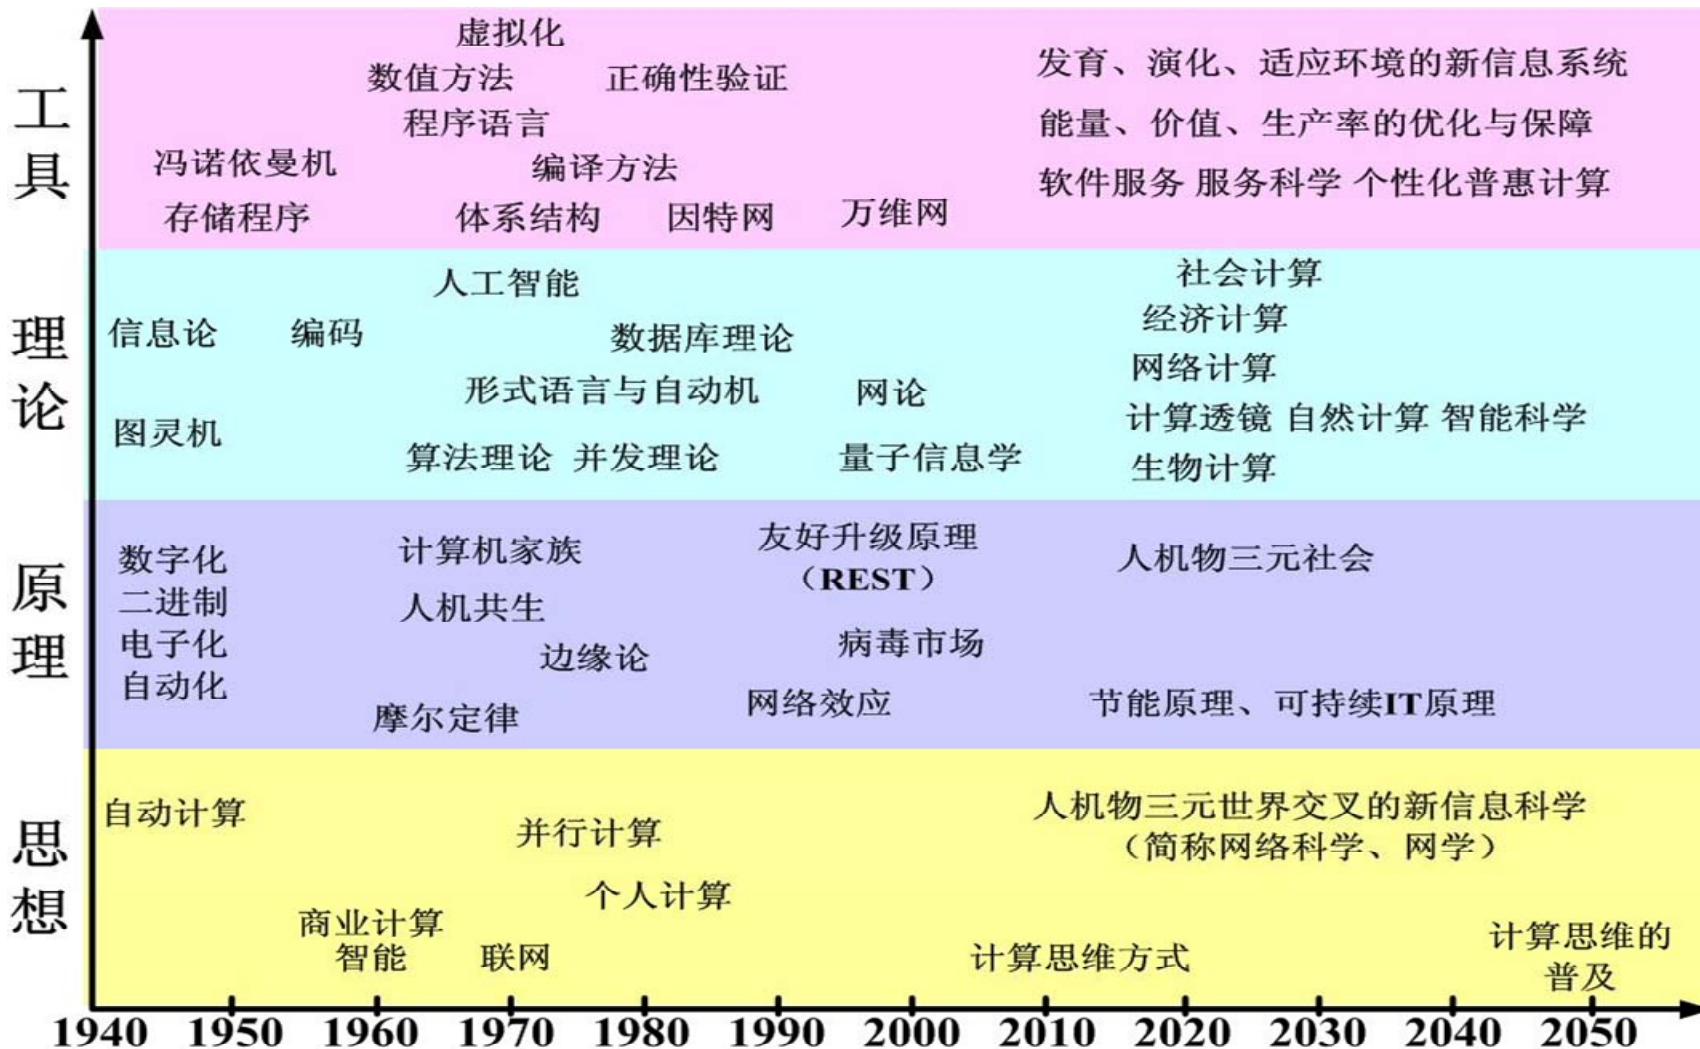 工具
虚拟化
数值方法 正确性验证
程序语言
冯诺依曼机 编译方法
存储程序 体系结构 因特网 万维网
发育、演化、适应环境的新信息系统
能量、价值、生产率的优化与保障
软件服务 服务科学 个性化普惠计算
理论
人工智能
信息论 编码 数据库理论
形式语言与自动机 网论
图灵机
算法理论 并发理论 量子信息学
社会计算
经济计算
网络计算
计算透镜 自然计算 智能科学
生物计算
原理
数字化
二进制
电子化
自动化
计算机家族
人机共生
边缘论
摩尔定律
友好升级原理
（REST）
病毒市场
网络效应
人机物三元社会
节能原理、可持续IT原理
思想
自动计算
并行计算
个人计算
商业计算
智能 联网
人机物三元世界交叉的新信息科学
（简称网络科学、网学）
计算思维方式
计算思维的
普及
1940 1950 1960 1970 1980 1990 2000 2010 2020 2030 2040 2050